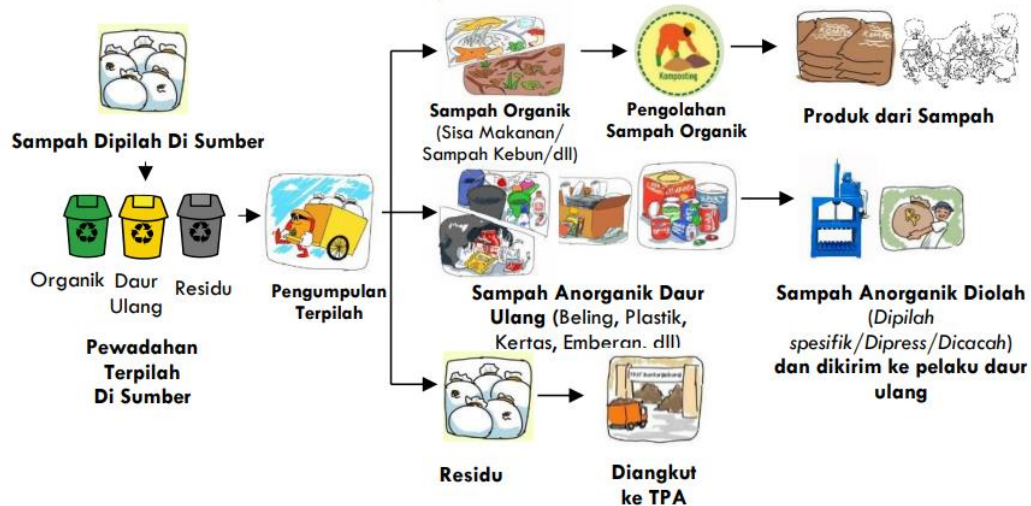 Sampah Dipilah Di Sumber
Organik
Daur
Ulang
Residu
Pewadahan
Terpilah
Di Sumber
Pengumpulan
Terpilah
Sampah Organik
(Sisa Makanan/
Sampah Kebun/dll)
Komposting
Pengolahan
Sampah Organik
Produk dari Sampah
Sampah Anorganik Daur
Ulang (Beling, Plastik,
Kertas, Emberan, dll)
Sampah Anorganik Diolah
(Dipilah
spesifik/Dipress/Dicacah)
dan dikirim ke pelaku daur
ulang
Residu
Diangkut
ke TPA